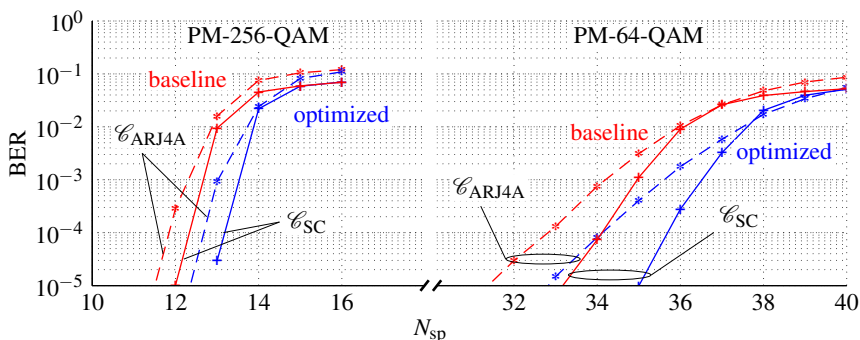 PM-256-QAM PM-64-QAM
10^0
10^-1
10^-2
10^-3
10^-4
10^-5
BER
baseline
optimized
𝒞ARJ4A
𝒞SC
baseline
optimized
𝒞ARJ4A
𝒞SC
10 12 14 16 32 34 36 38 40
Nsp